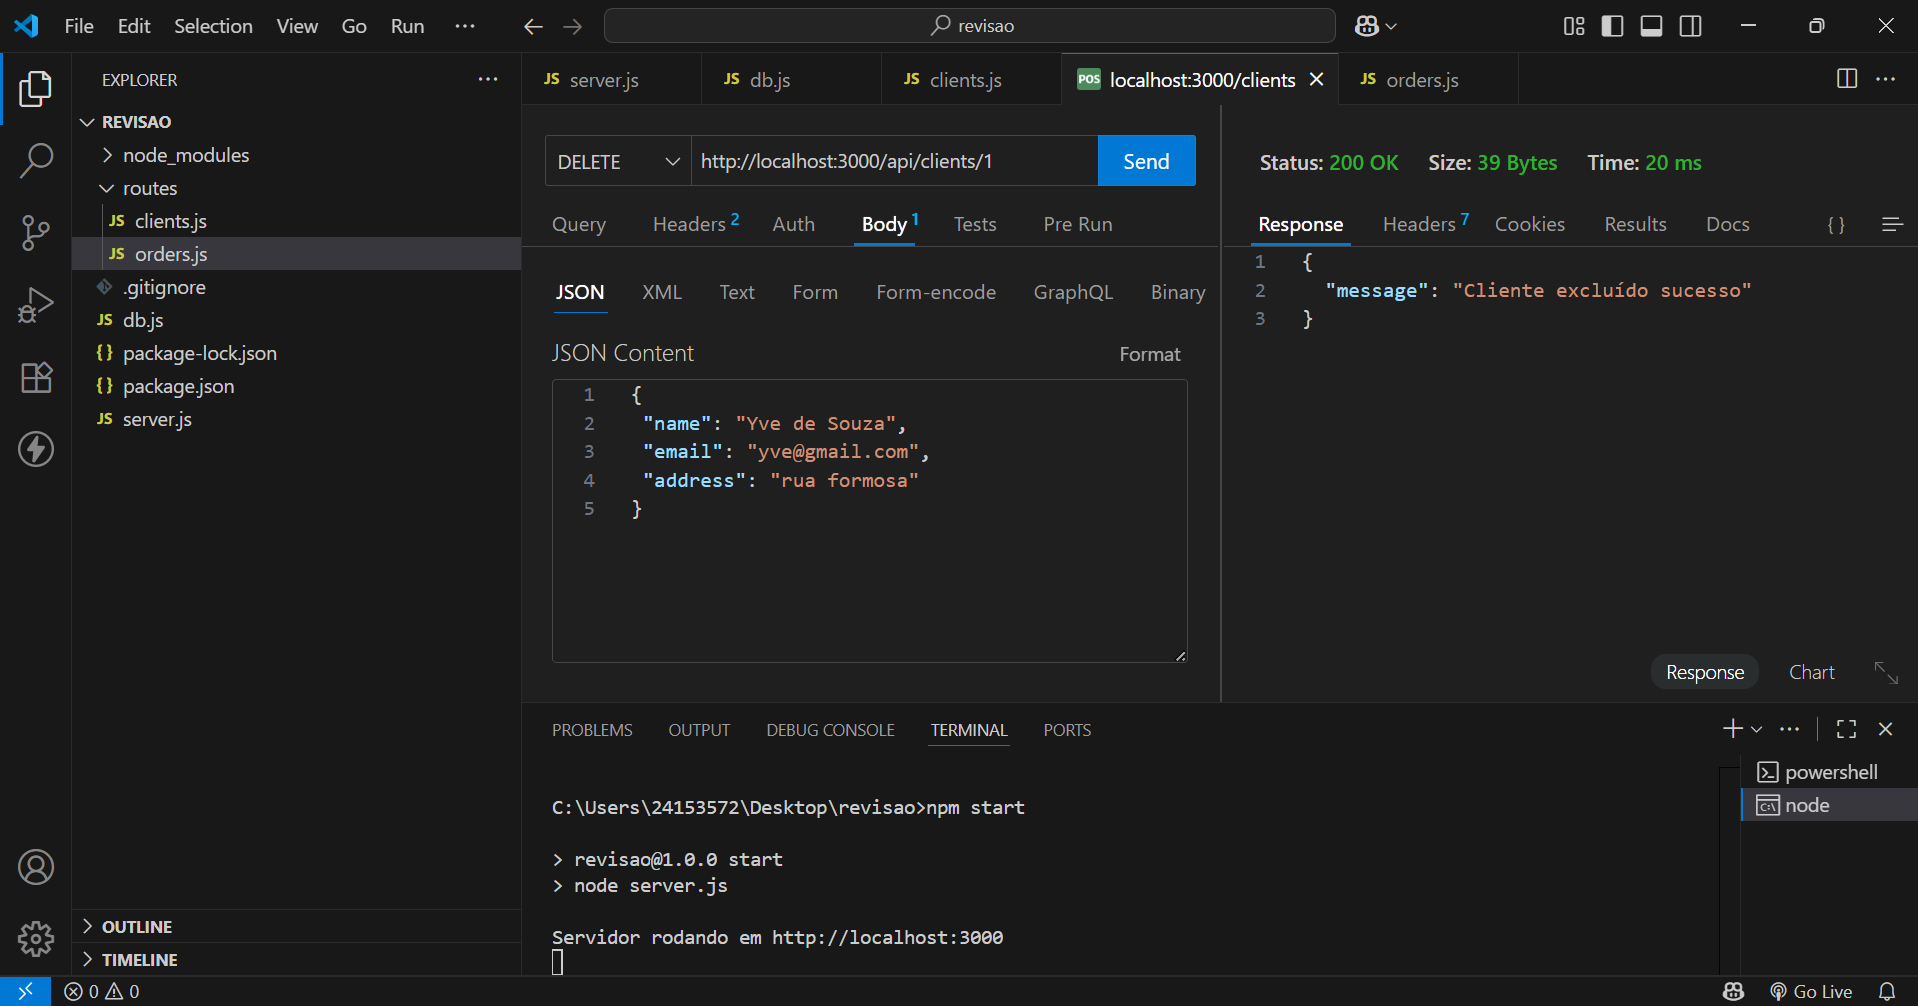 File Edit Selection View Go Run ···
revisao
EXPLORER
REVISAO
node_modules
routes
JS clients.js
JS orders.js
.gitignore
JS db.js
{} package-lock.json
{} package.json
JS server.js
OUTLINE
TIMELINE
JS server.js
JS db.js
JS clients.js
POS localhost:3000/clients
JS orders.js
DELETE http://localhost:3000/api/clients/1 Send
Query Headers 2 Auth Body 1 Tests Pre Run
JSON XML Text Form Form-encode GraphQL Binary
JSON Content Format
1 {
2 "name": "Yve de Souza",
3 "email": "yve@gmail.com",
4 "address": "rua formosa"
5 }
Status: 200 OK Size: 39 Bytes Time: 20 ms
Response Headers 7 Cookies Results Docs {}
1 {
2 "message": "Cliente excluído sucesso"
3 }
Response Chart
PROBLEMS OUTPUT DEBUG CONSOLE TERMINAL PORTS
C:\Users\24153572\Desktop\revisao>npm start
> revisao@1.0.0 start
> node server.js
Servidor rodando em http://localhost:3000
powershell
node
0 0
Go Live